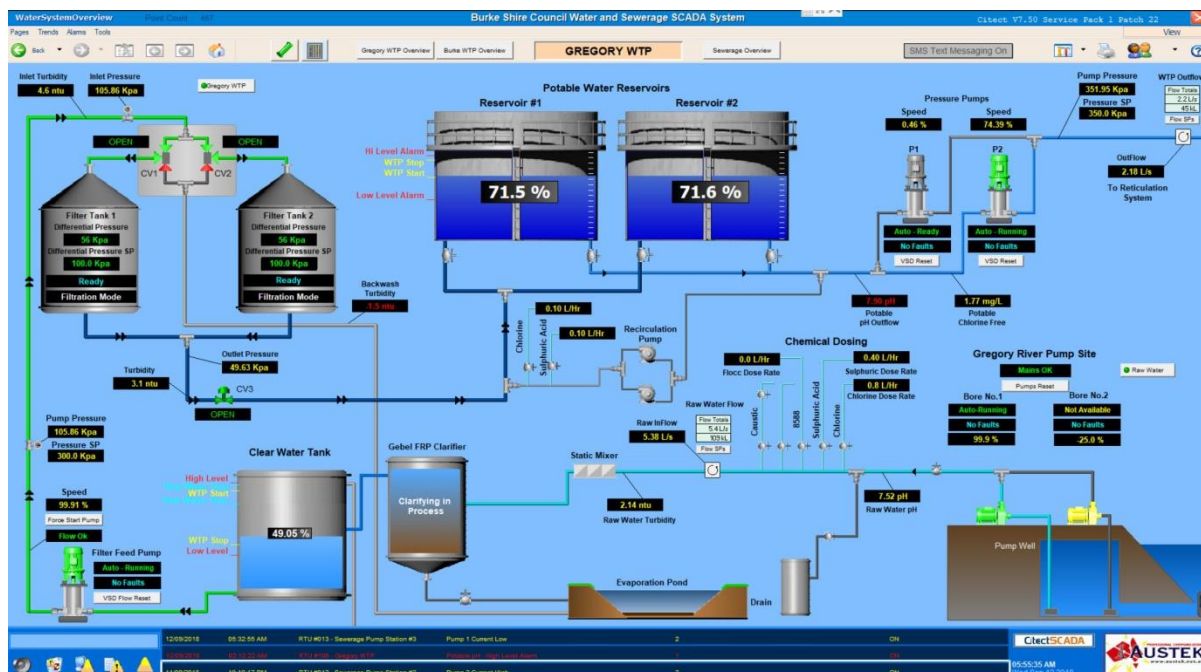 WaterSystemOverview
Point Count 467
Burke Shire Council Water and Sewerage SCADA System
Citect V7.50 Service Pack 1 Patch 22
Pages Trends Alarms Tools
View
Back
Gregory WTP Overview
Burke WTP Overview
GREGORY WTP
Sewerage Overview
SMS Text Messaging On
Inlet Turbidity
4.6 ntu
Inlet Pressure
105.86 Kpa
Gregory WTP
OPEN
OPEN
CV1
CV2
Filter Tank 1
Differential Pressure
56 Kpa
Differential Pressure SP
100.0 Kpa
Ready
Filtration Mode
Filter Tank 2
Differential Pressure
56 Kpa
Differential Pressure SP
100.0 Kpa
Ready
Filtration Mode
Backwash
Turbidity
-1.5 ntu
Outlet Pressure
49.63 Kpa
Turbidity
3.1 ntu
CV3
OPEN
Potable Water Reservoirs
Reservoir #1
Reservoir #2
Hi Level Alarm
WTP Stop
WTP Start
Low Level Alarm
71.5 %
71.6 %
Pressure Pumps
Speed
0.46 %
P1
Auto - Ready
No Faults
VSD Reset
Speed
74.39 %
P2
Auto - Running
No Faults
VSD Reset
Pump Pressure
351.95 Kpa
Pressure SP
350.0 Kpa
WTP Outflow
Flow Totals
2.2 L/s
45 kL
Flow SPs
OutFlow
2.18 L/s
To Reticulation
System
7.90 pH
Potable
pH Outflow
1.77 mg/L
Potable
Chlorine Free
0.10 L/Hr
Chlorine
0.10 L/Hr
Sulphuric Acid
Recirculation
Pump
Chemical Dosing
0.0 L/Hr
Flocc Dose Rate
0.40 L/Hr
Sulphuric Dose Rate
0.8 L/Hr
Chlorine Dose Rate
Caustic
8588
Sulphuric Acid
Chlorine
Gregory River Pump Site
Mains OK
Pumps Reset
Raw Water
Bore No.1
Auto-Running
No Faults
99.9 %
Bore No.2
Not Available
No Faults
-25.0 %
Raw Water Flow
Flow Totals
5.4 L/s
109 kL
Flow SPs
Raw InFlow
5.38 L/s
Static Mixer
2.14 ntu
Raw Water Turbidity
7.52 pH
Raw Water pH
Pump Well
Pump Pressure
105.86 Kpa
Pressure SP
300.0 Kpa
Speed
99.91 %
Force Start Pump
Flow Ok
Filter Feed Pump
Auto - Running
No Faults
VSD Flow Reset
Clear Water Tank
High Level
WTP Start
49.05 %
WTP Stop
Low Level
Gebel FRP Clarifier
Clarifying in
Process
Evaporation Pond
Drain
12/09/2018 05:32:55 AM RTU #013 - Sewerage Pump Station #3 Pump 1 Current Low 2 ON
Potable pH - High Level Alarm
CitectSCADA
05:55:35 AM
AUSTEK